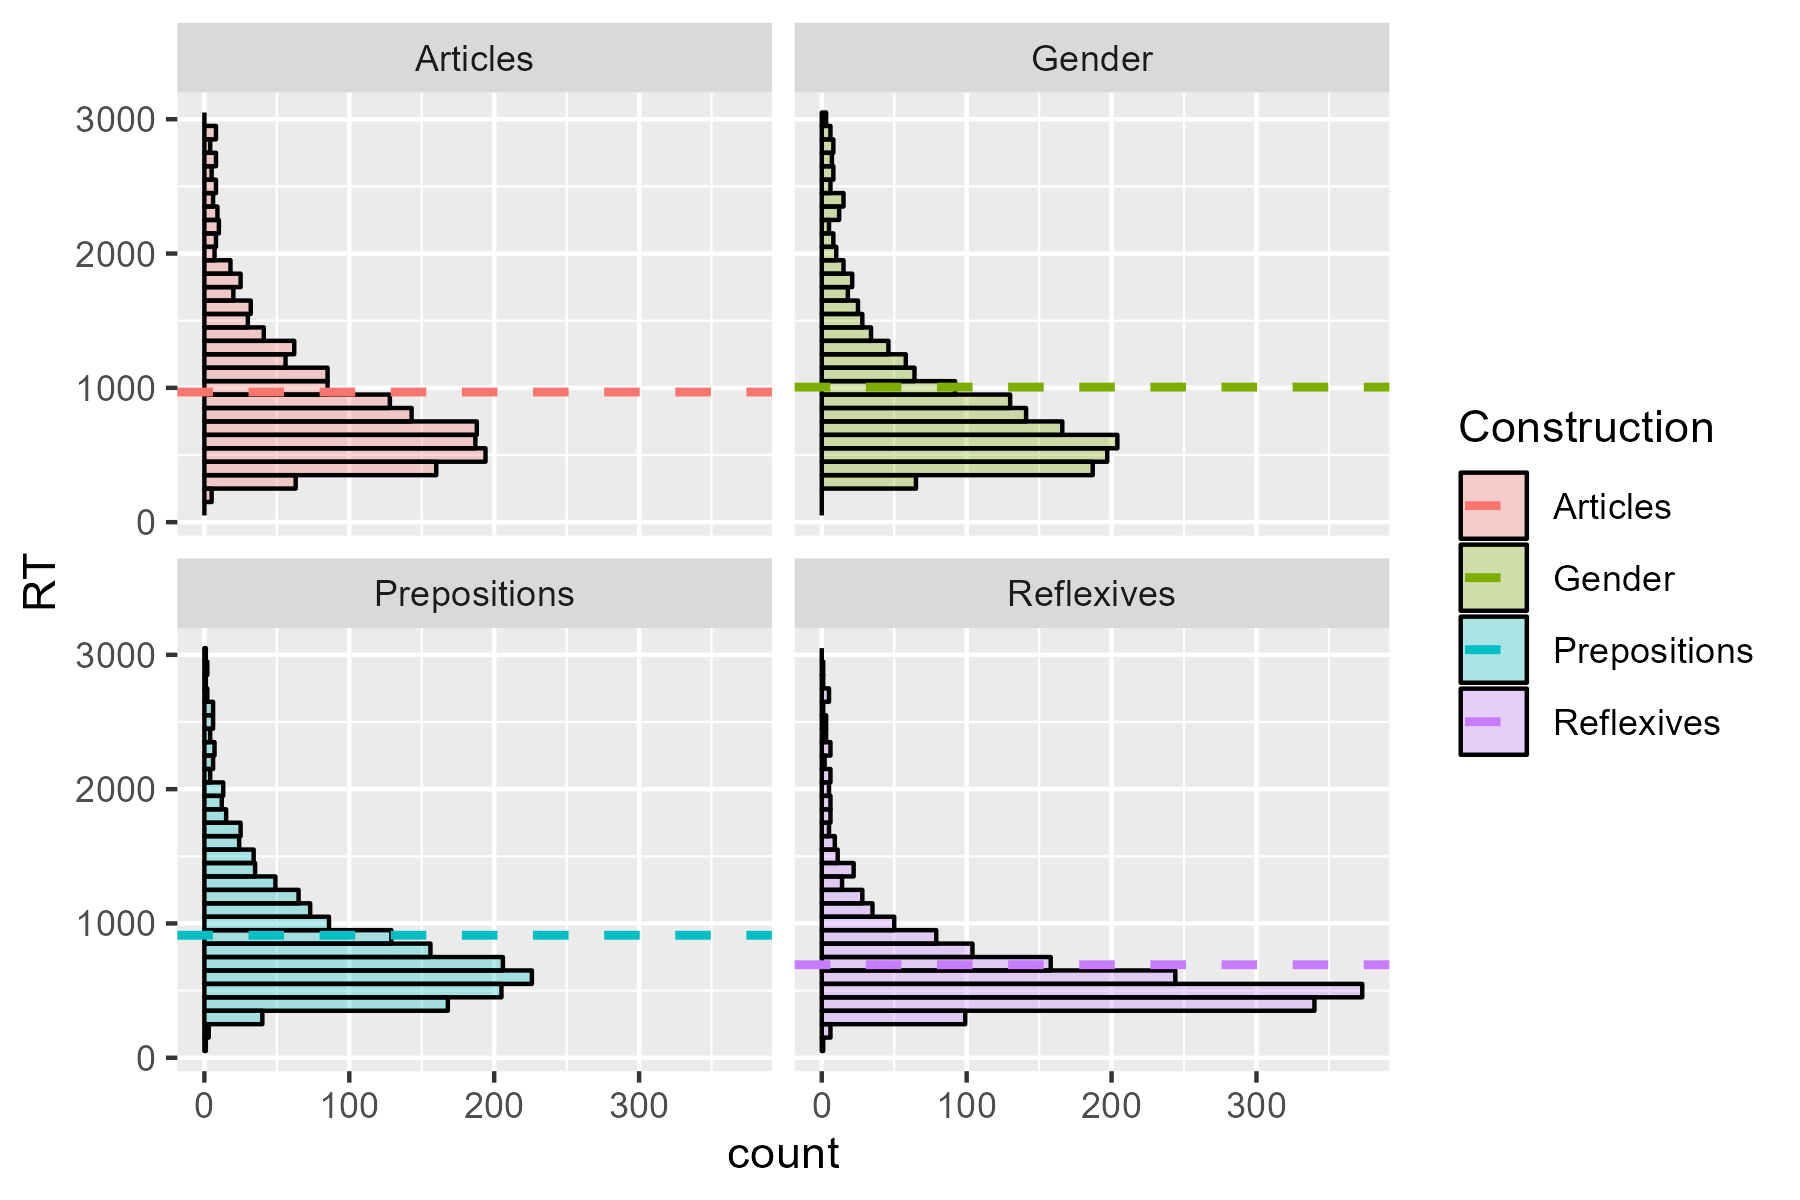 Articles
Gender
3000
2000
1000
0
Prepositions
Reflexives
3000
2000
1000
0
0 100 200 300
0 100 200 300
count
RT
Construction
Articles
Gender
Prepositions
Reflexives